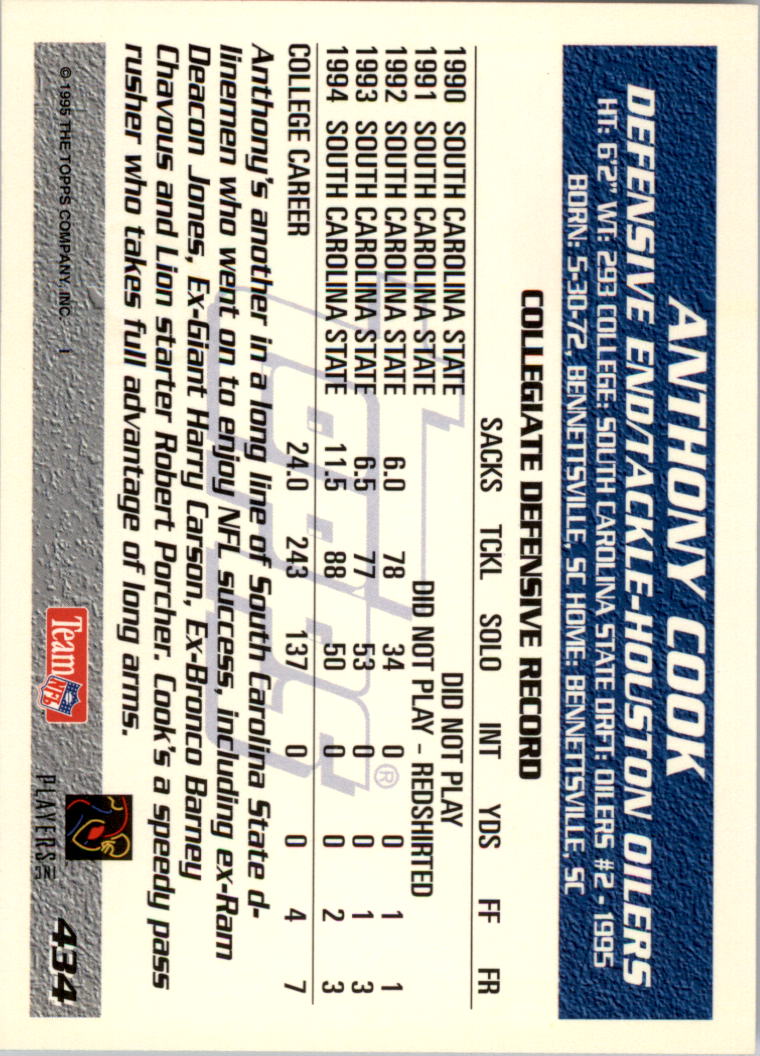 ANTHONY COOK
DEFENSIVE END/TACKLE-HOUSTON OILERS
HT: 6'2" WT: 293 COLLEGE: SOUTH CAROLINA STATE DRFT: OILERS #2 - 1995
BORN: 5-30-72, BENNETTSVILLE, SC HOME: BENNETTSVILLE, SC
COLLEGIATE DEFENSIVE RECORD
SACKS TCKL SOLO INT YDS FF FR
1990 SOUTH CAROLINA STATE DID NOT PLAY
1991 SOUTH CAROLINA STATE DID NOT PLAY – REDSHIRTED
1992 SOUTH CAROLINA STATE 6.0 78 34 0 0 1 1
1993 SOUTH CAROLINA STATE 6.5 77 53 0 0 1 3
1994 SOUTH CAROLINA STATE 11.5 88 50 0 0 2 3
COLLEGE CAREER 24.0 243 137 0 0 4 7
Topps®
Anthony's another in a long line of South Carolina State d-
linemen who went on to enjoy NFL success, including ex-Ram
Deacon Jones, Ex-Giant Harry Carson, Ex-Bronco Barney
Chavous and Lion starter Robert Porcher. Cook's a speedy pass
rusher who takes full advantage of long arms.
© 1995 THE TOPPS COMPANY, INC.
Team NFL
PLAYERS INC
434